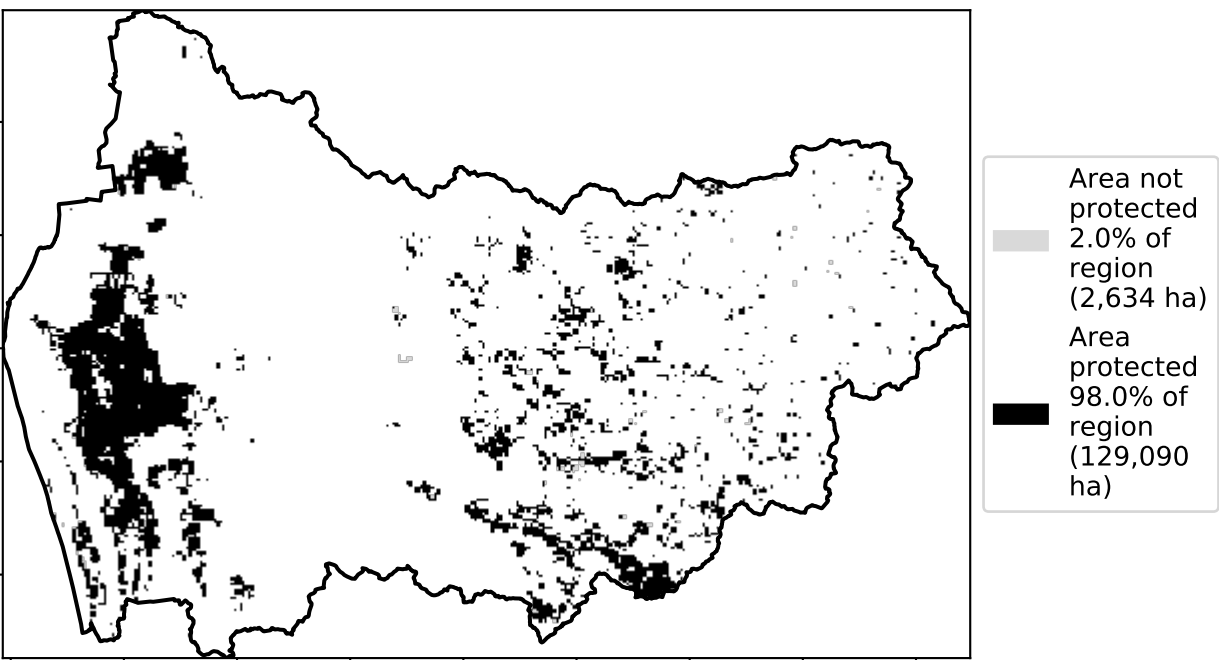 Area not
protected
2.0% of
region
(2,634 ha)
Area
protected
98.0% of
region
(129,090
ha)